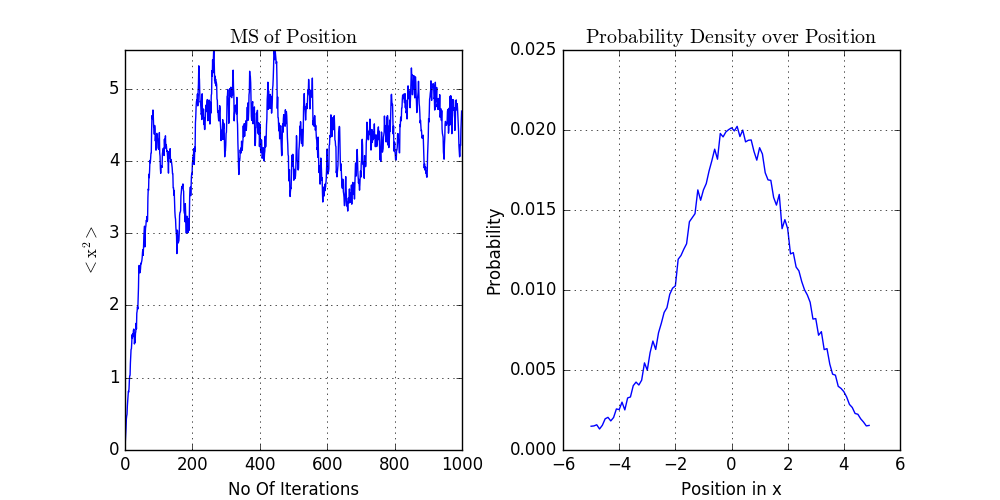 MS of Position
< x² >
5
4
3
2
1
0
0 200 400 600 800 1000
No Of Iterations
Probability Density over Position
Probability
0.025
0.020
0.015
0.010
0.005
0.000
−6 −4 −2 0 2 4 6
Position in x